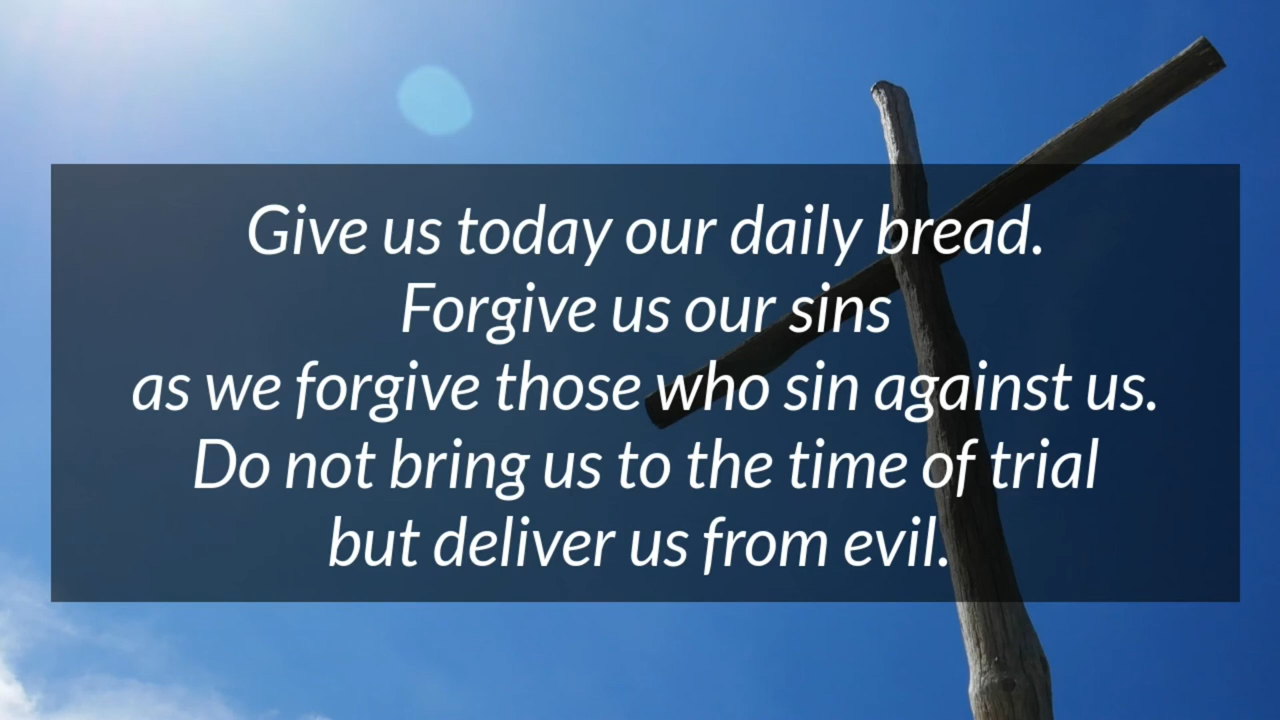 Give us today our daily bread.
Forgive us our sins
as we forgive those who sin against us.
Do not bring us to the time of trial
but deliver us from evil.